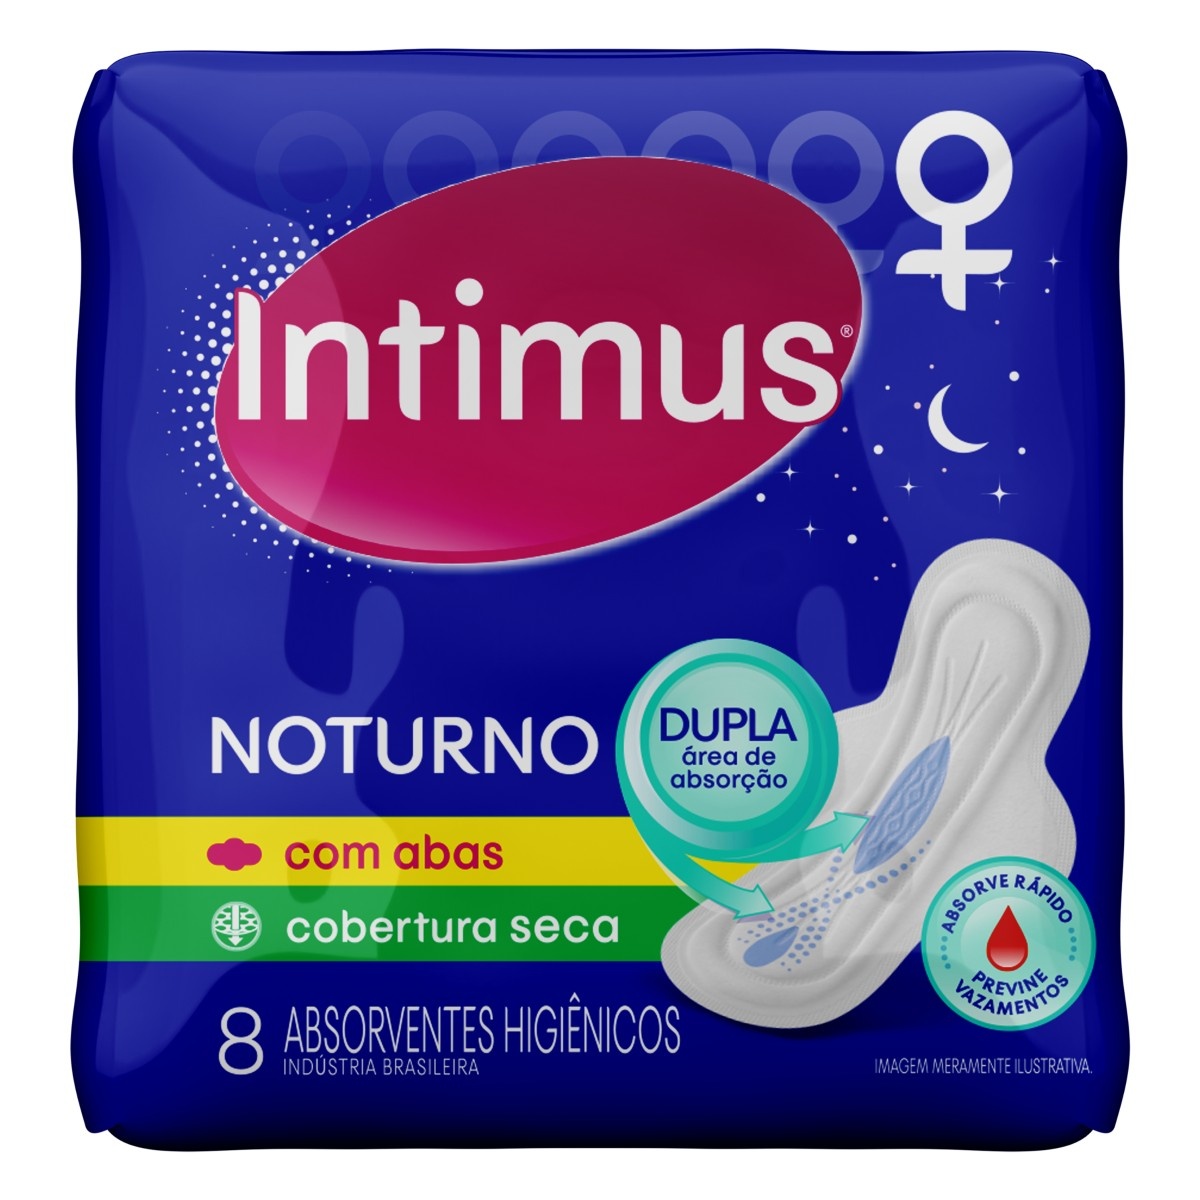 Intimus®
NOTURNO
DUPLA
área de
absorção
com abas
cobertura seca
ABSORVE RÁPIDO
PREVINE
VAZAMENTOS
8 ABSORVENTES HIGIÊNICOS
INDÚSTRIA BRASILEIRA
IMAGEM MERAMENTE ILUSTRATIVA.